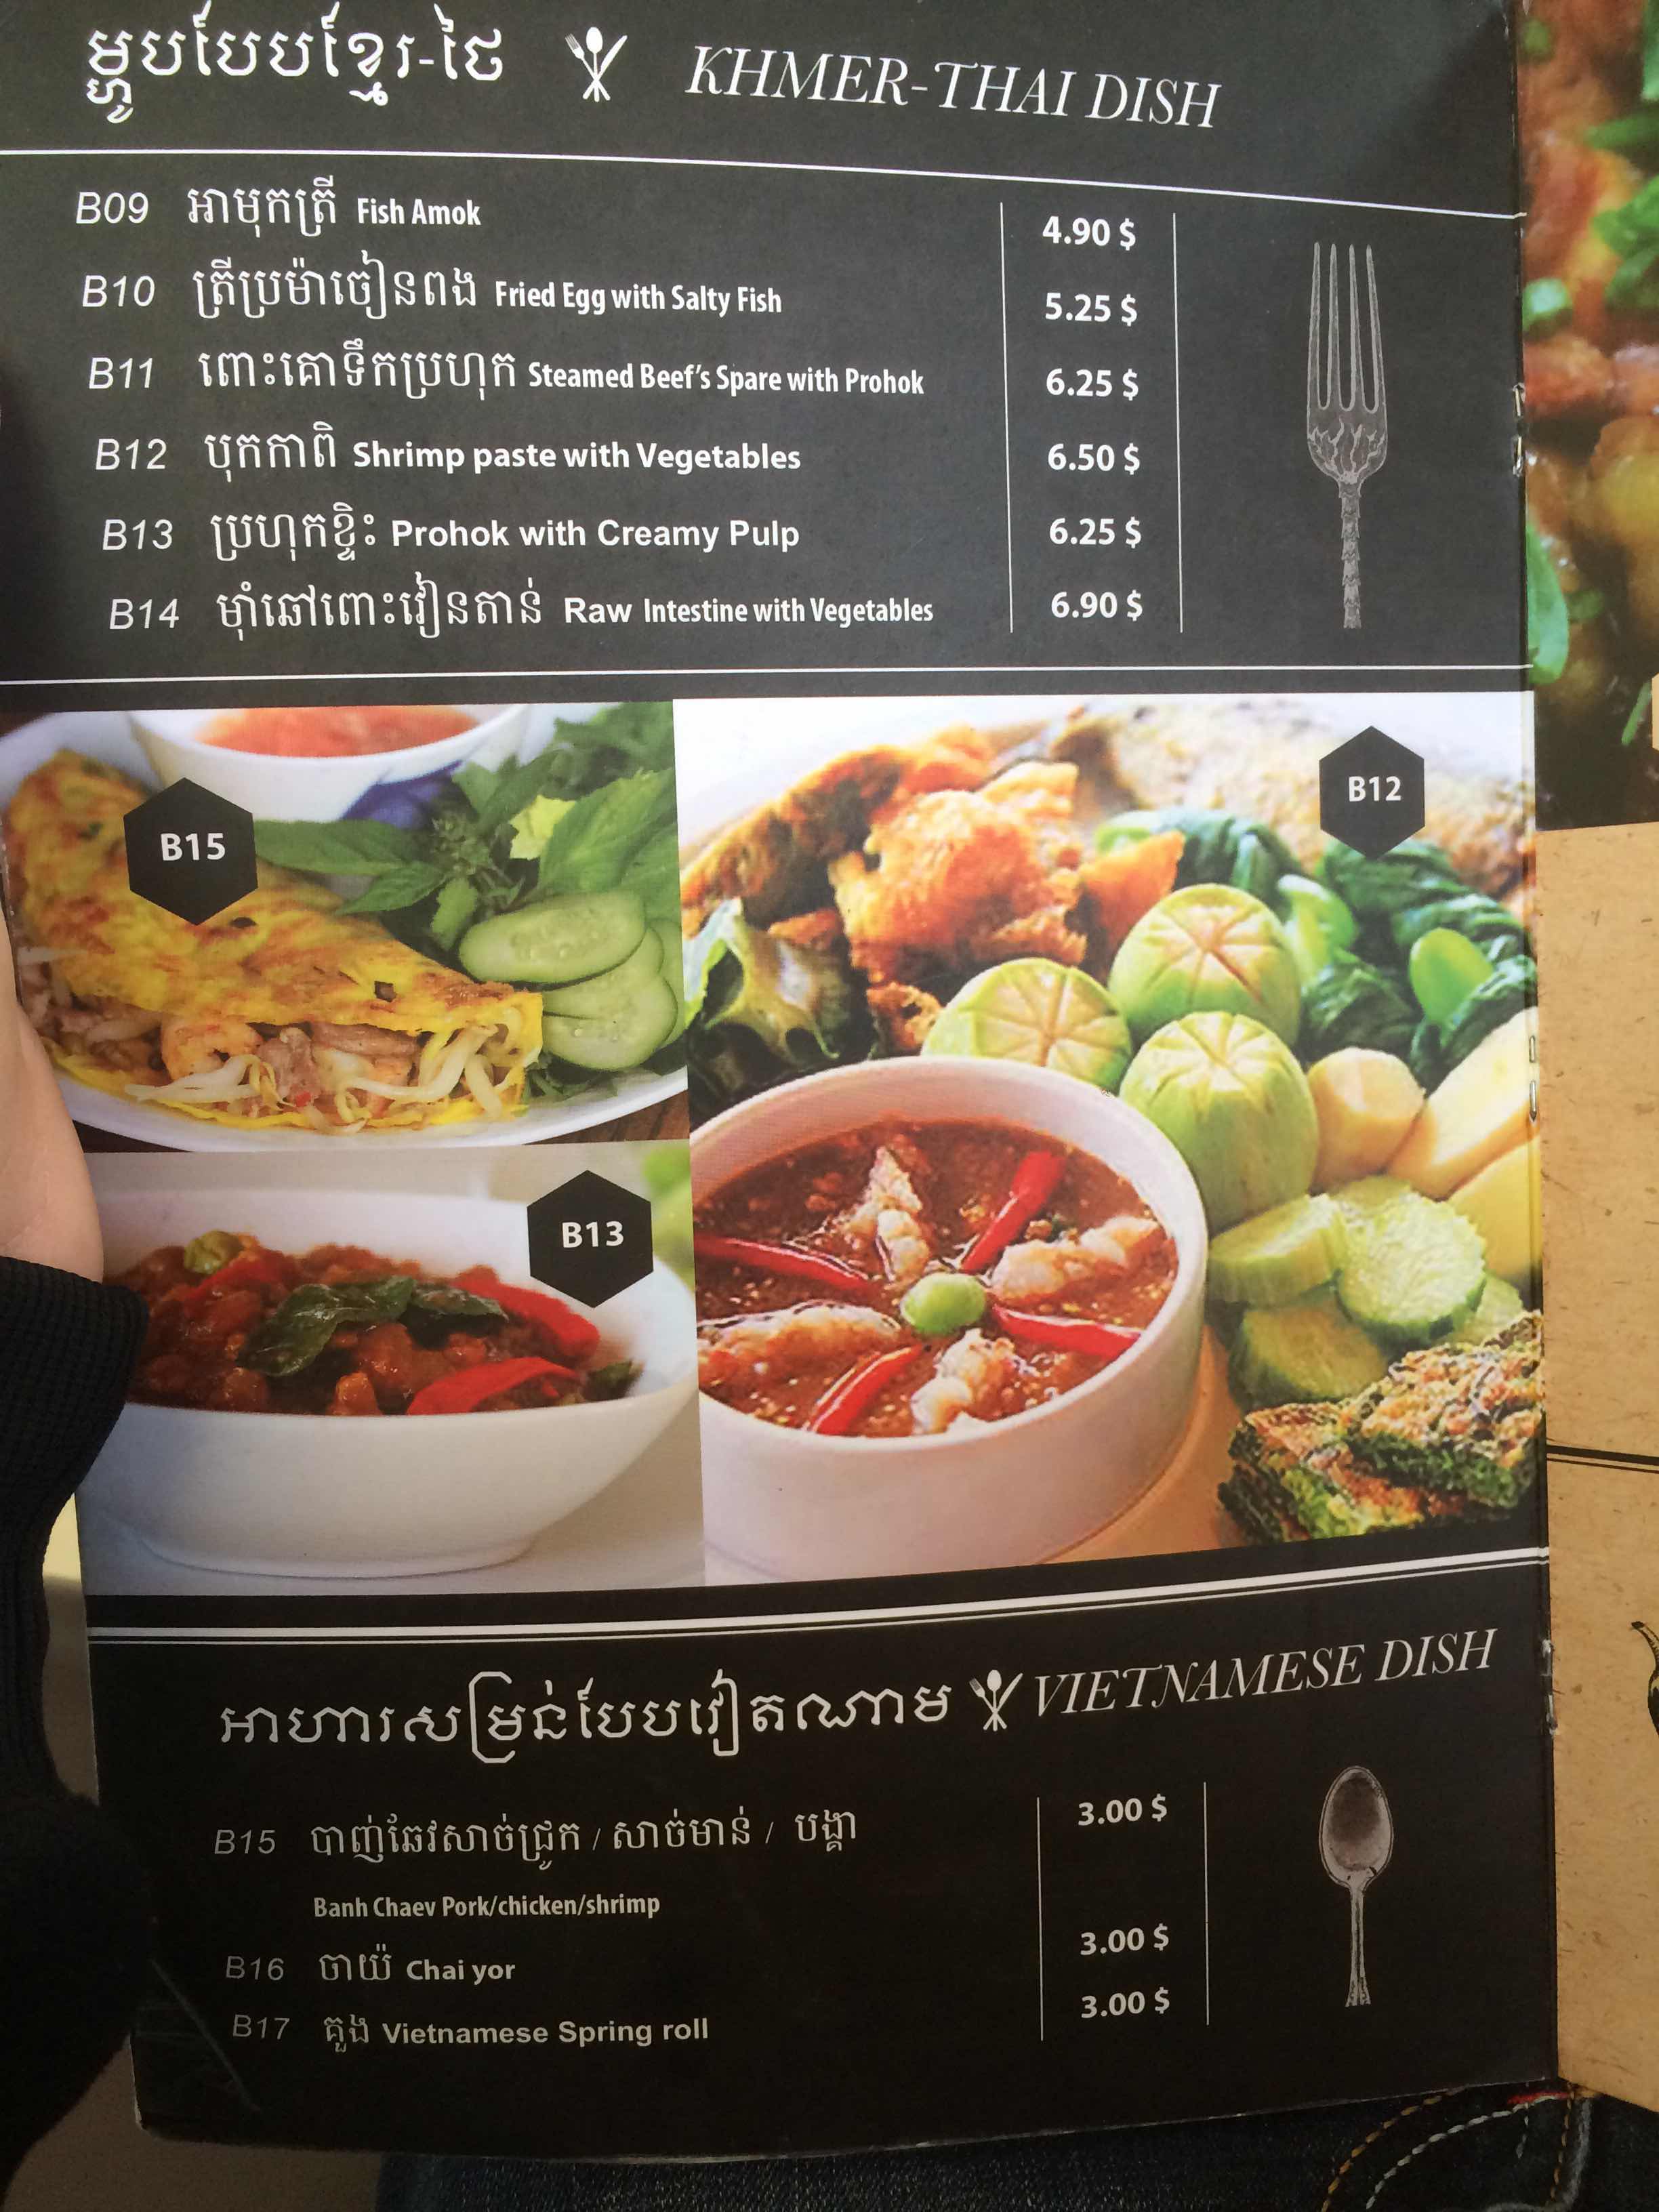 ម្ហូបបែបខ្មែរ-ថៃ KHMER-THAI DISH
B09 អាមុកត្រី Fish Amok 4.90 $
B10 ត្រីប្រម៉ាចៀនពង Fried Egg with Salty Fish 5.25 $
B11 ពោះគោទឹកប្រហុក Steamed Beef's Spare with Prohok 6.25 $
B12 បុកកាពិ Shrimp paste with Vegetables 6.50 $
B13 ប្រហុកខ្ទិះ Prohok with Creamy Pulp 6.25 $
B14 ម៉ាំឆៅពោះវៀនតាន់ Raw Intestine with Vegetables 6.90 $
B12
B15
B13
អាហារសម្រន់បែបវៀតណាម VIETNAMESE DISH
B15 បាញ់ឆែវសាច់ជ្រូក / សាច់មាន់ / បង្គា 3.00 $
Banh Chaev Pork/chicken/shrimp
B16 ចាយ៉ Chai yor 3.00 $
B17 គួង Vietnamese Spring roll 3.00 $